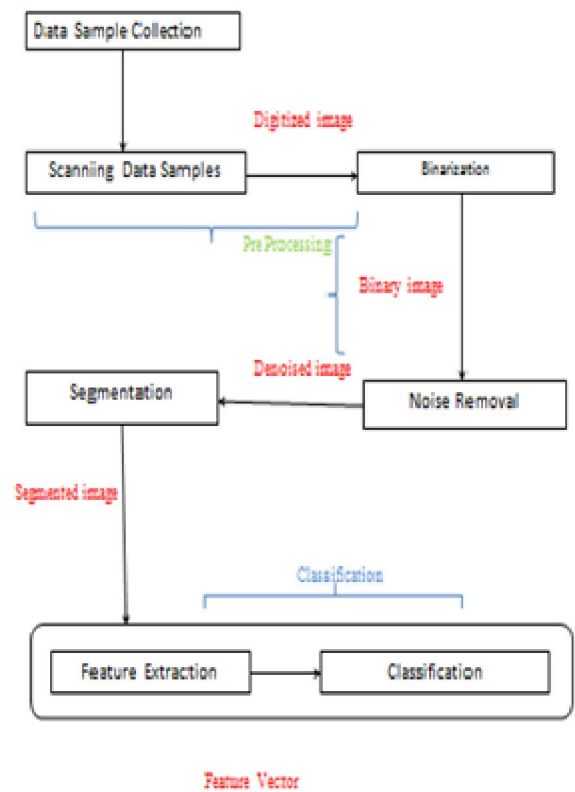 Data Sample Collection
Digitized image
Scanning Data Samples
Binarization
Pre Processing
Binary image
Denoised image
Segmentation
Noise Removal
Segmented image
Classification
Feature Extraction
Classification
Feature Vector